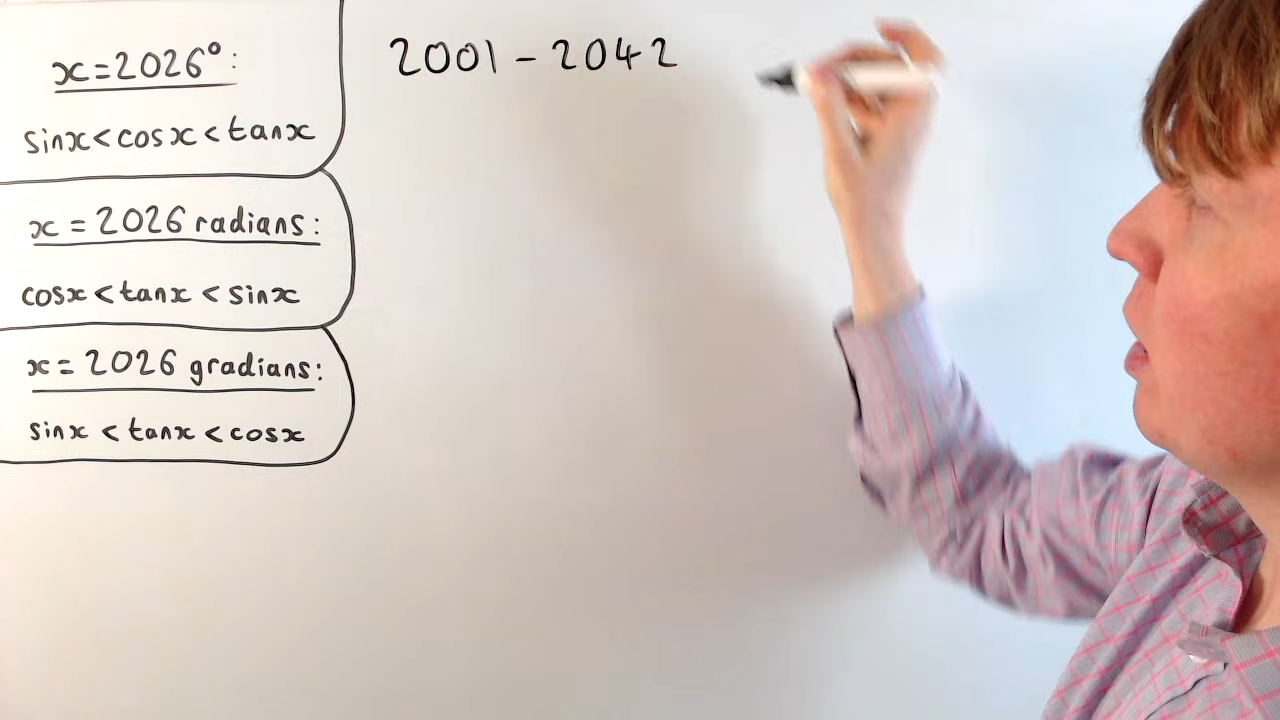 x=2026°:
sinx<cosx<tanx
x = 2026 radians:
cosx <tanx < sinx
x= 2026 gradians:
sinx <tanx <cosx
2001 - 2042